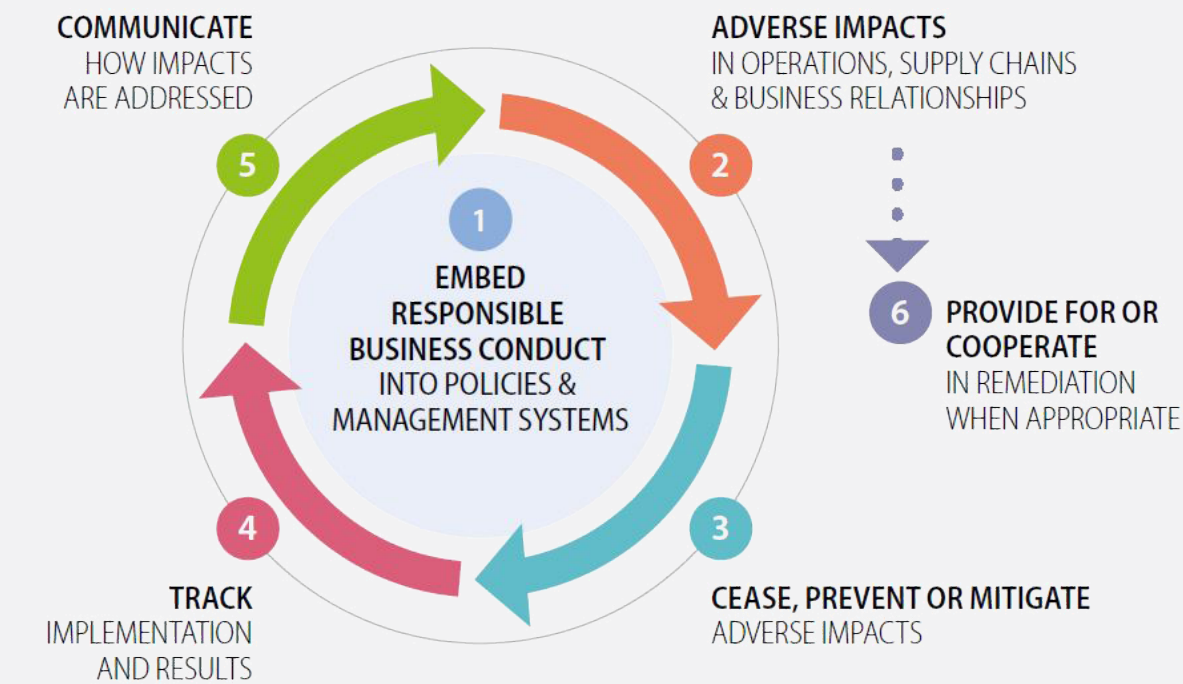 COMMUNICATE
HOW IMPACTS
ARE ADDRESSED
5
ADVERSE IMPACTS
IN OPERATIONS, SUPPLY CHAINS
& BUSINESS RELATIONSHIPS
2
1
EMBED
RESPONSIBLE
BUSINESS CONDUCT
INTO POLICIES &
MANAGEMENT SYSTEMS
6
PROVIDE FOR OR
COOPERATE
IN REMEDIATION
WHEN APPROPRIATE
4
TRACK
IMPLEMENTATION
AND RESULTS
3
CEASE, PREVENT OR MITIGATE
ADVERSE IMPACTS